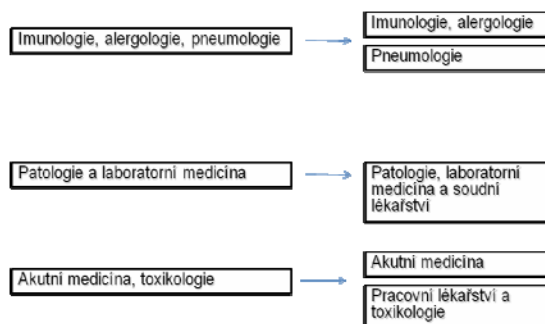 Imunologie, alergologie, pneumologie
Imunologie, alergologie
Pneumologie
Patologie a laboratorní medicína
Patologie, laboratorní
medicína a soudní
lékařství
Akutní medicína, toxikologie
Akutní medicína
Pracovní lékařství a
toxikologie